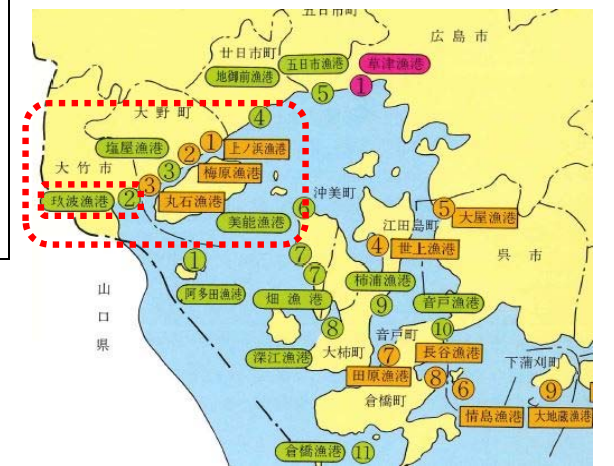 五日市町
広島市
廿日市町
五日市漁港
草津漁港
地御前漁港
⑤
①
大野町
④
塩屋漁港
②
①
上ノ浜漁港
③
梅原漁港
大竹市
③
玖波漁港
②
丸石漁港
沖美町
美能漁港
⑥
江田島町
⑤
大屋漁港
④
世上漁港
呉市
①
⑦
⑦
柿浦漁港
阿多田漁港
畑漁港
⑨
音戸漁港
山口県
⑧
音戸町
⑩
大柿町
⑦
長谷漁港
下蒲刈町
深江漁港
田原漁港
⑧
⑥
⑨
倉橋町
情島漁港
大地蔵漁港
倉橋漁港
⑪